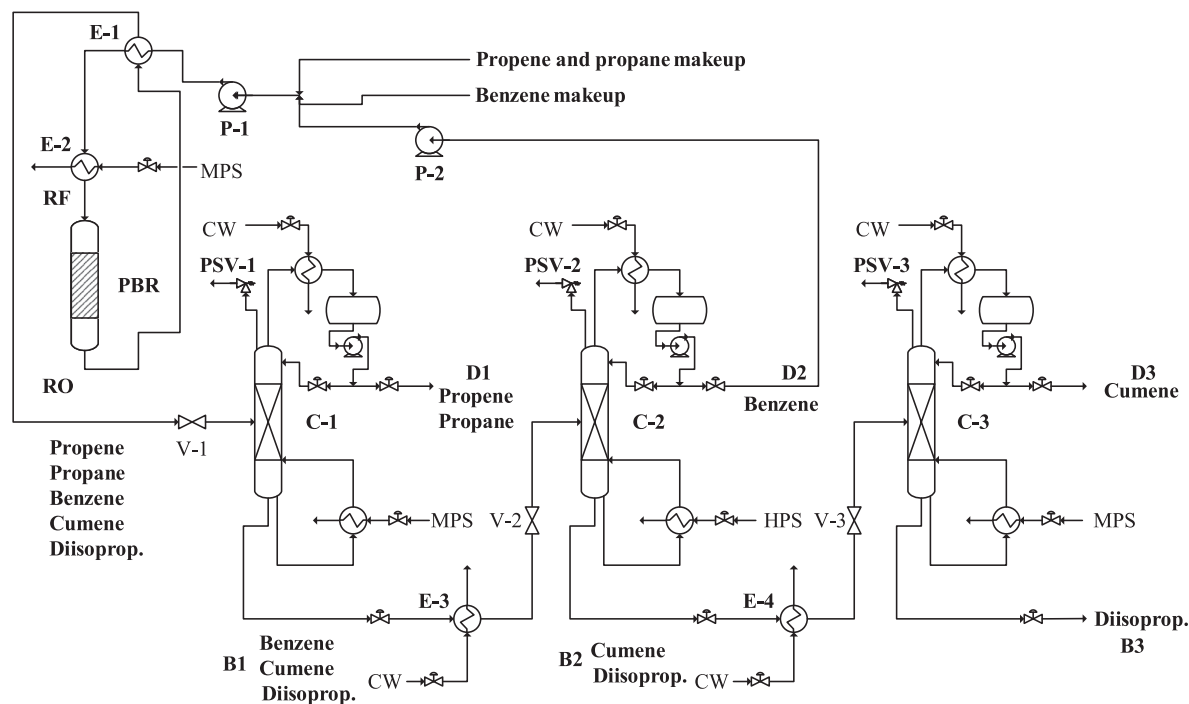 E-1
Propene and propane makeup
Benzene makeup
P-1
E-2
P-2
MPS
RF
CW
CW
CW
PSV-1
PSV-2
PSV-3
PBR
RO
D1
Propene
Propane
D2
Benzene
D3
Cumene
C-1
C-2
C-3
V-1
Propene
Propane
Benzene
Cumene
Diisoprop.
MPS
V-2
HPS
V-3
MPS
E-3
E-4
Diisoprop.
B3
B1
Benzene
Cumene
Diisoprop.
CW
B2
Cumene
Diisoprop.
CW